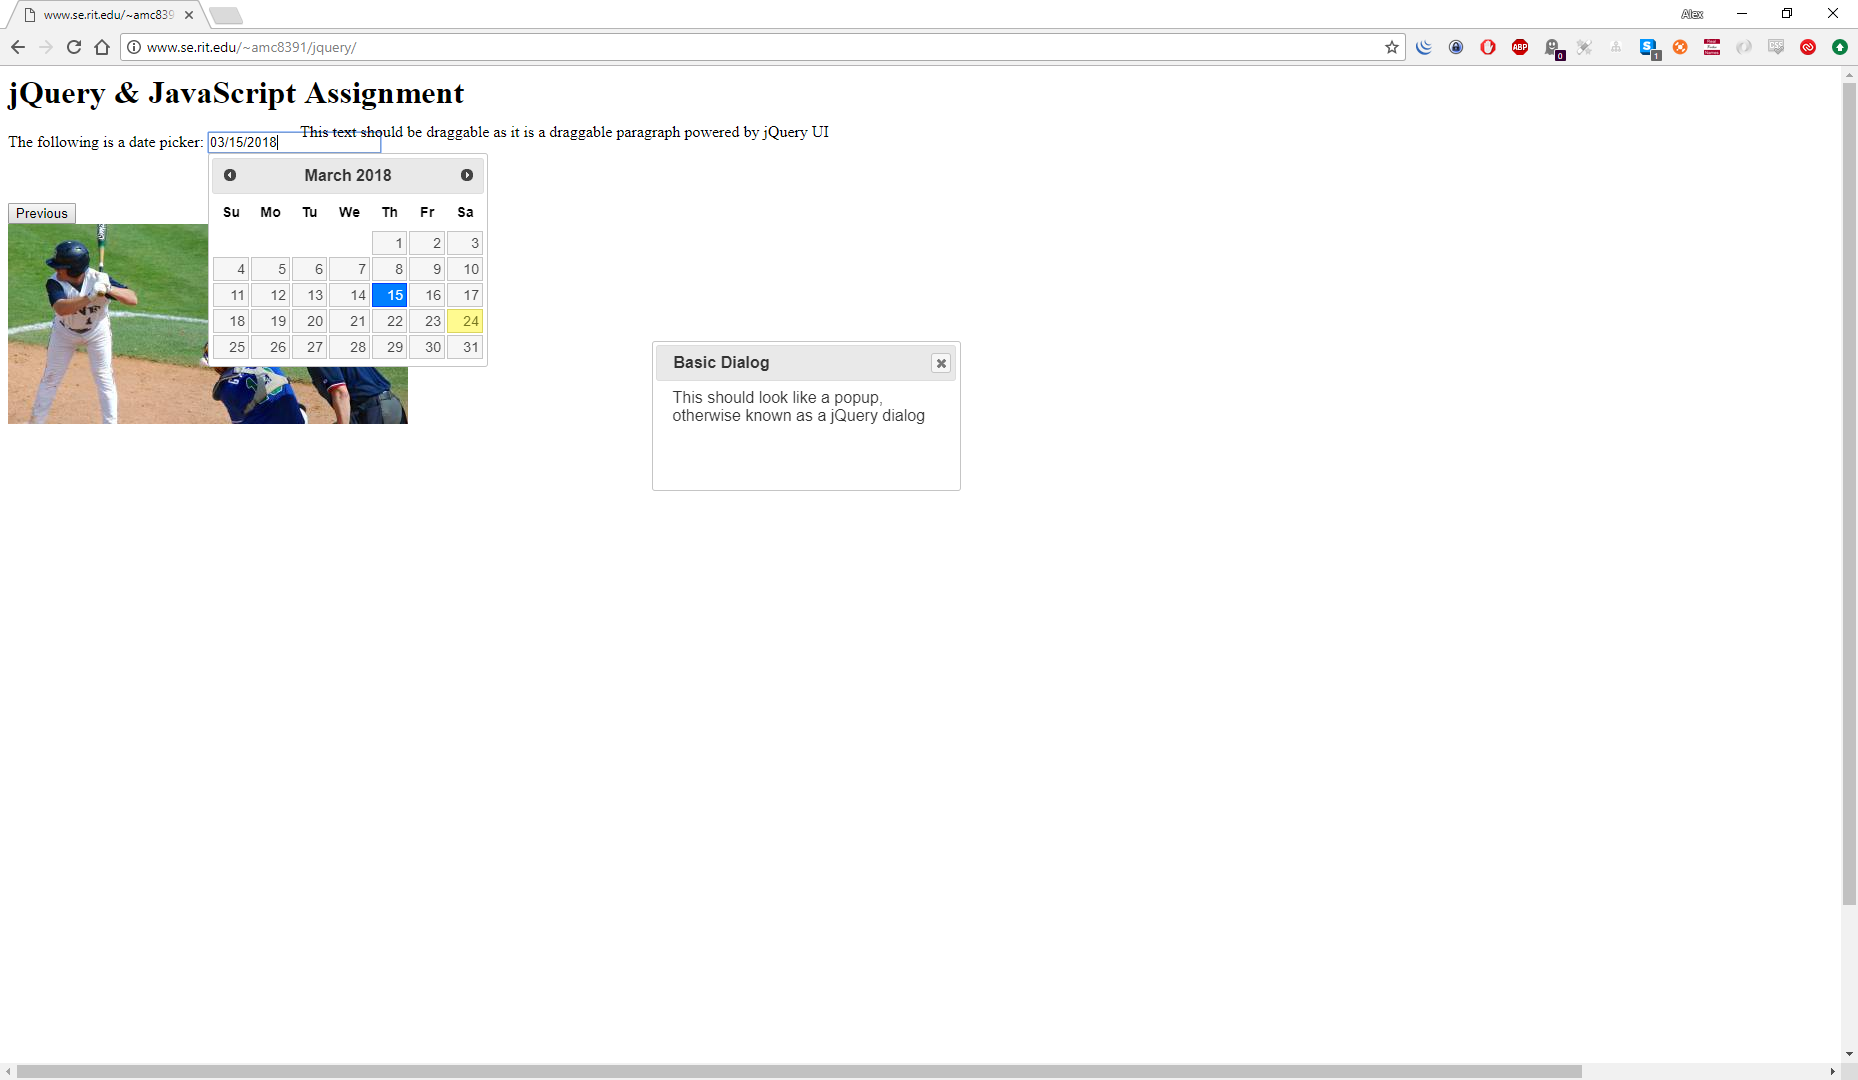 www.se.rit.edu/~amc839
Alex
www.se.rit.edu/~amc8391/jquery/
ABP
0
1
CSS
jQuery & JavaScript Assignment
This text should be draggable as it is a draggable paragraph powered by jQuery UI
The following is a date picker: 03/15/2018
March 2018
Su Mo Tu We Th Fr Sa
1 2 3
4 5 6 7 8 9 10
11 12 13 14 15 16 17
18 19 20 21 22 23 24
25 26 27 28 29 30 31
Previous
Basic Dialog
This should look like a popup,
otherwise known as a jQuery dialog